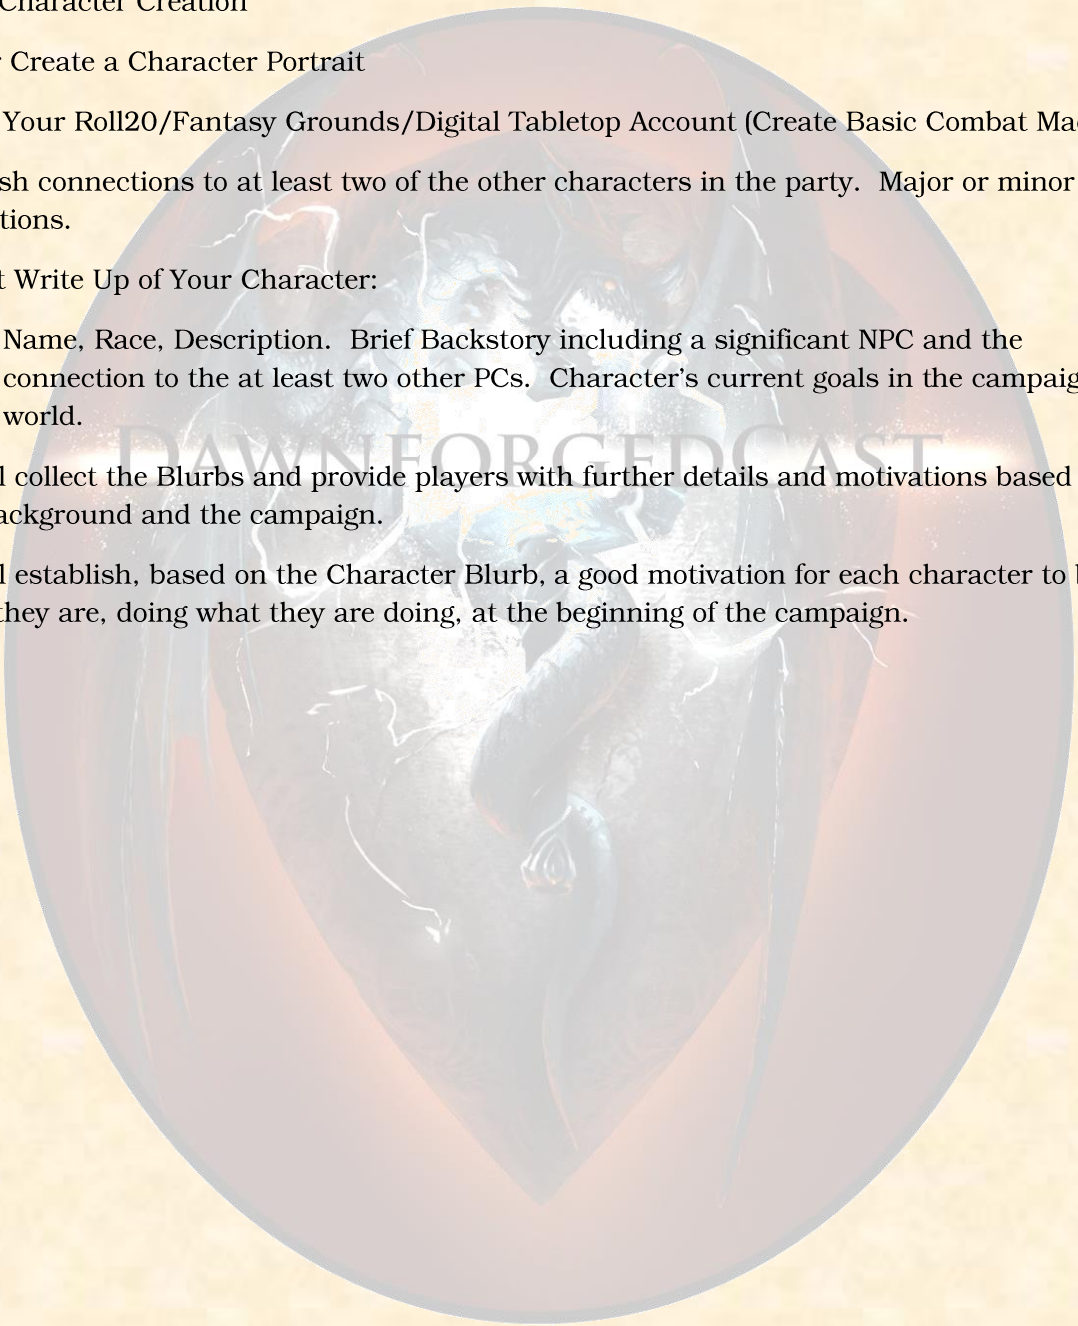 Character Creation
Create a Character Portrait
Your Roll20/Fantasy Grounds/Digital Tabletop Account (Create Basic Combat Mac
sh connections to at least two of the other characters in the party. Major or minor
tions.
t Write Up of Your Character:
Name, Race, Description. Brief Backstory including a significant NPC and the
connection to the at least two other PCs. Character's current goals in the campaig
world.
DAWNFORGEDCAST
l collect the Blurbs and provide players with further details and motivations based
ackground and the campaign.
l establish, based on the Character Blurb, a good motivation for each character to b
they are, doing what they are doing, at the beginning of the campaign.